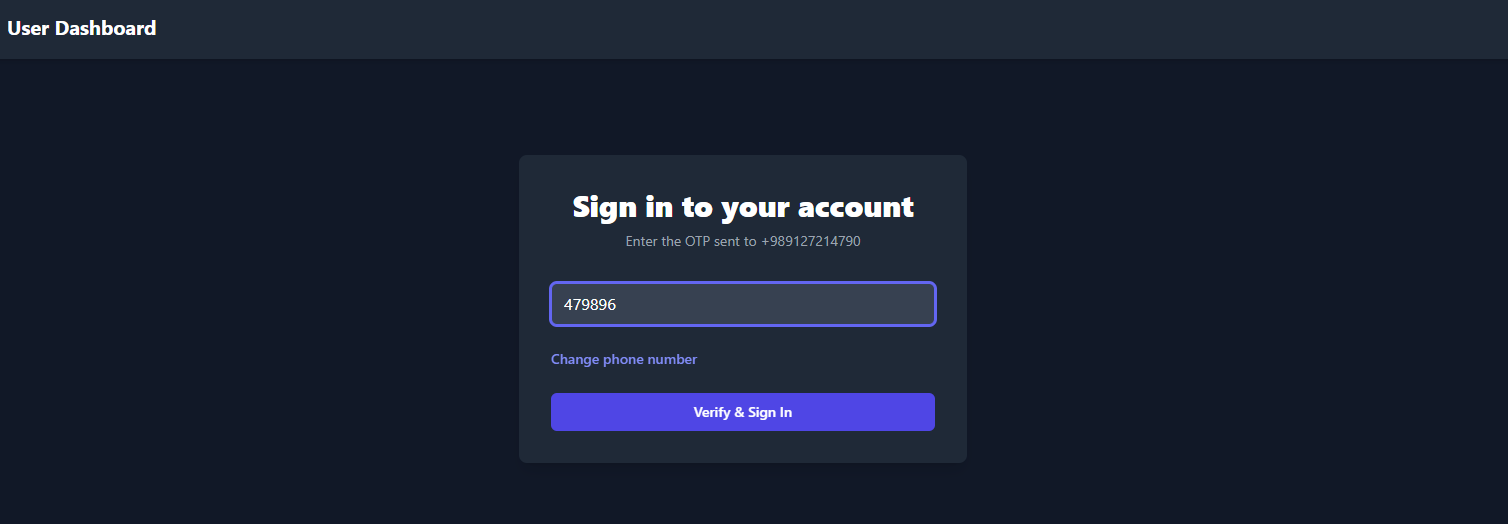 User Dashboard
Sign in to your account
Enter the OTP sent to +989127214790
479896
Change phone number
Verify & Sign In